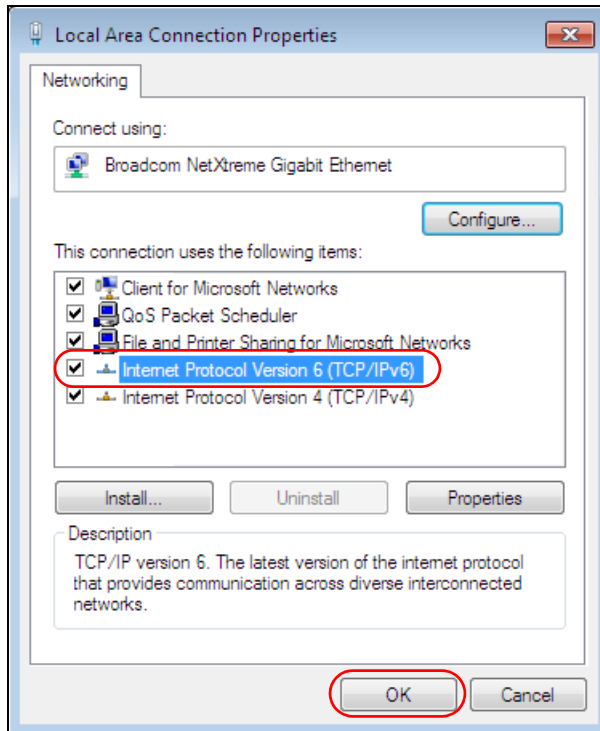 Local Area Connection Properties
Networking
Connect using:
Broadcom NetXtreme Gigabit Ethernet
Configure...
This connection uses the following items:
Client for Microsoft Networks
QoS Packet Scheduler
File and Printer Sharing for Microsoft Networks
Internet Protocol Version 6 (TCP/IPv6)
Internet Protocol Version 4 (TCP/IPv4)
Install...
Uninstall
Properties
Description
TCP/IP version 6. The latest version of the internet protocol
that provides communication across diverse interconnected
networks.
OK
Cancel